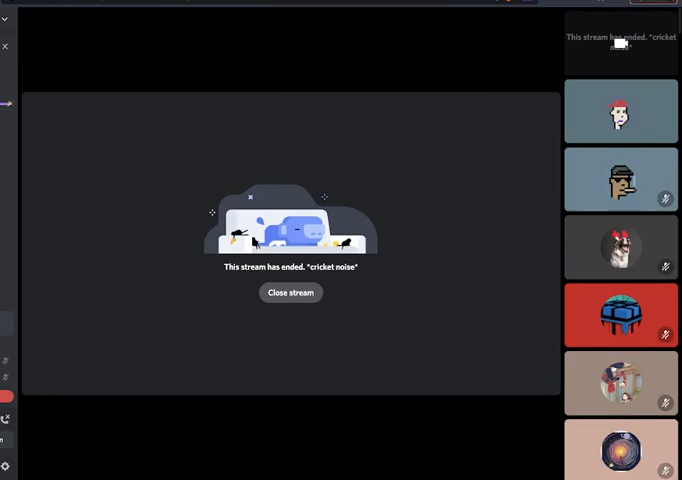 This stream has ended. *cricket noise*
This stream has ended. *cricket noise*
Close stream